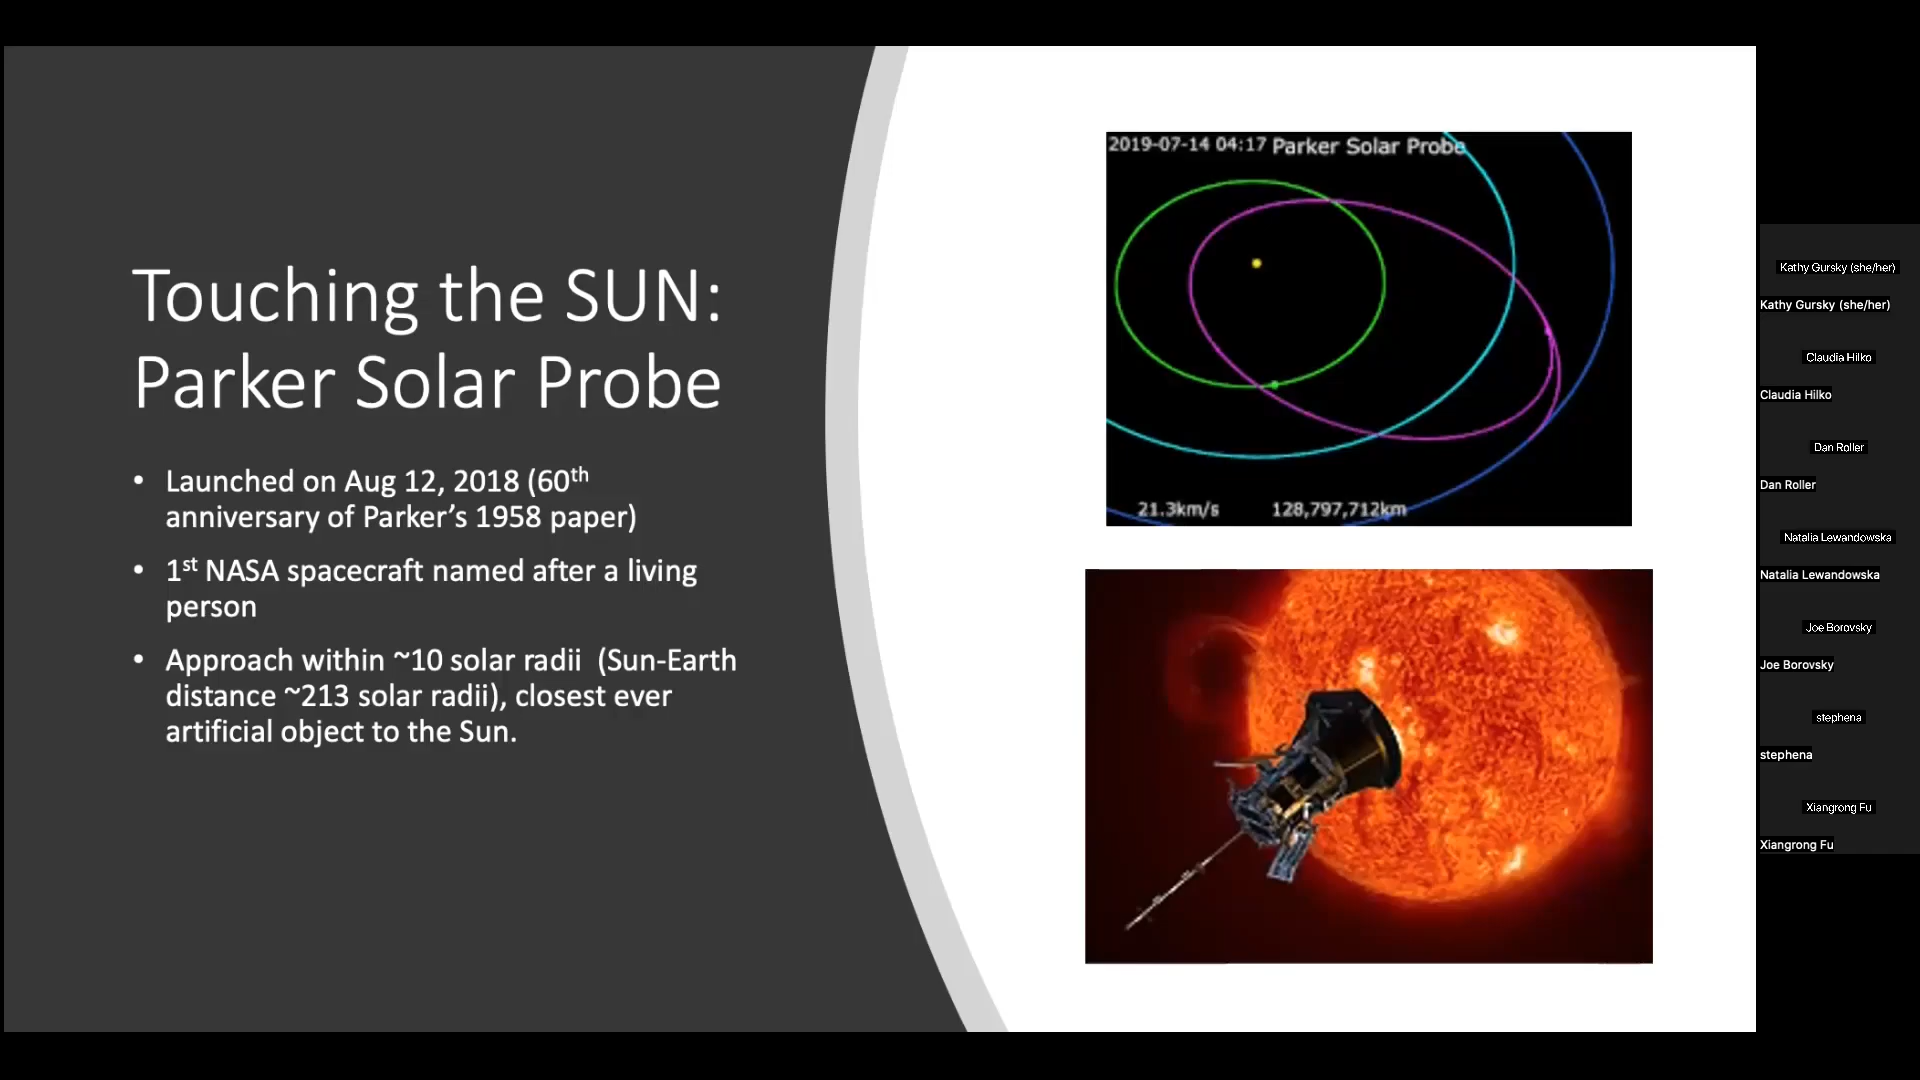 Touching the SUN:
Parker Solar Probe
• Launched on Aug 12, 2018 (60th
anniversary of Parker’s 1958 paper)
• 1st NASA spacecraft named after a living
person
• Approach within ~10 solar radii  (Sun-Earth
distance ~213 solar radii), closest ever
artificial object to the Sun.
2019-07-14 04:17 Parker Solar Probe
21.3km/s 128,797,712km
Kathy Gursky (she/her)
Kathy Gursky (she/her)
Claudia Hilko
Claudia Hilko
Dan Roller
Dan Roller
Natalia Lewandowska
Natalia Lewandowska
Joe Borovsky
Joe Borovsky
stephena
stephena
Xiangrong Fu
Xiangrong Fu